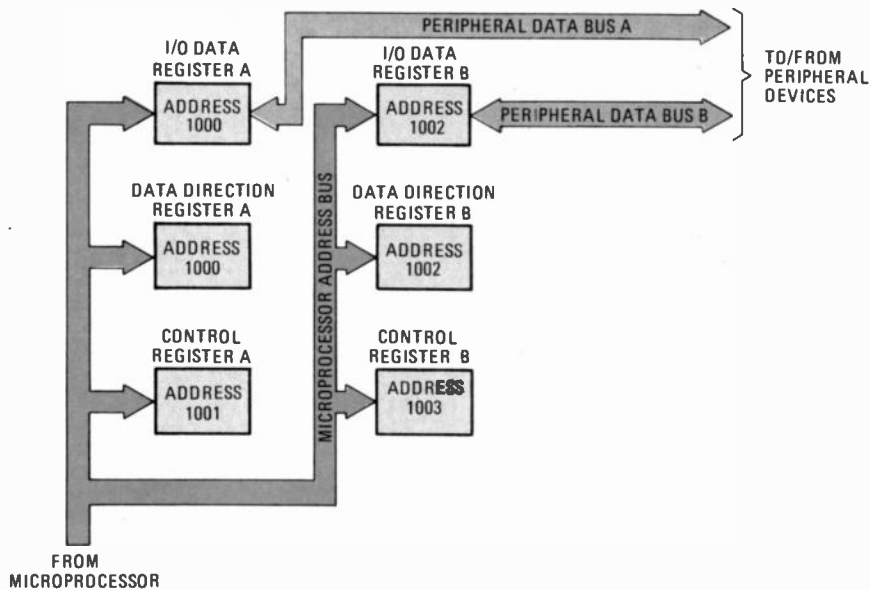 PERIPHERAL DATA BUS A
I/O DATA
REGISTER A
I/O DATA
REGISTER B
TO/FROM
PERIPHERAL
DEVICES
ADDRESS
1000
ADDRESS
1002
PERIPHERAL DATA BUS B
DATA DIRECTION
REGISTER A
DATA DIRECTION
REGISTER B
ADDRESS
1000
MICROPROCESSOR ADDRESS BUS
ADDRESS
1002
CONTROL
REGISTER A
CONTROL
REGISTER B
ADDRESS
1001
ADDRESS
1003
FROM
MICROPROCESSOR